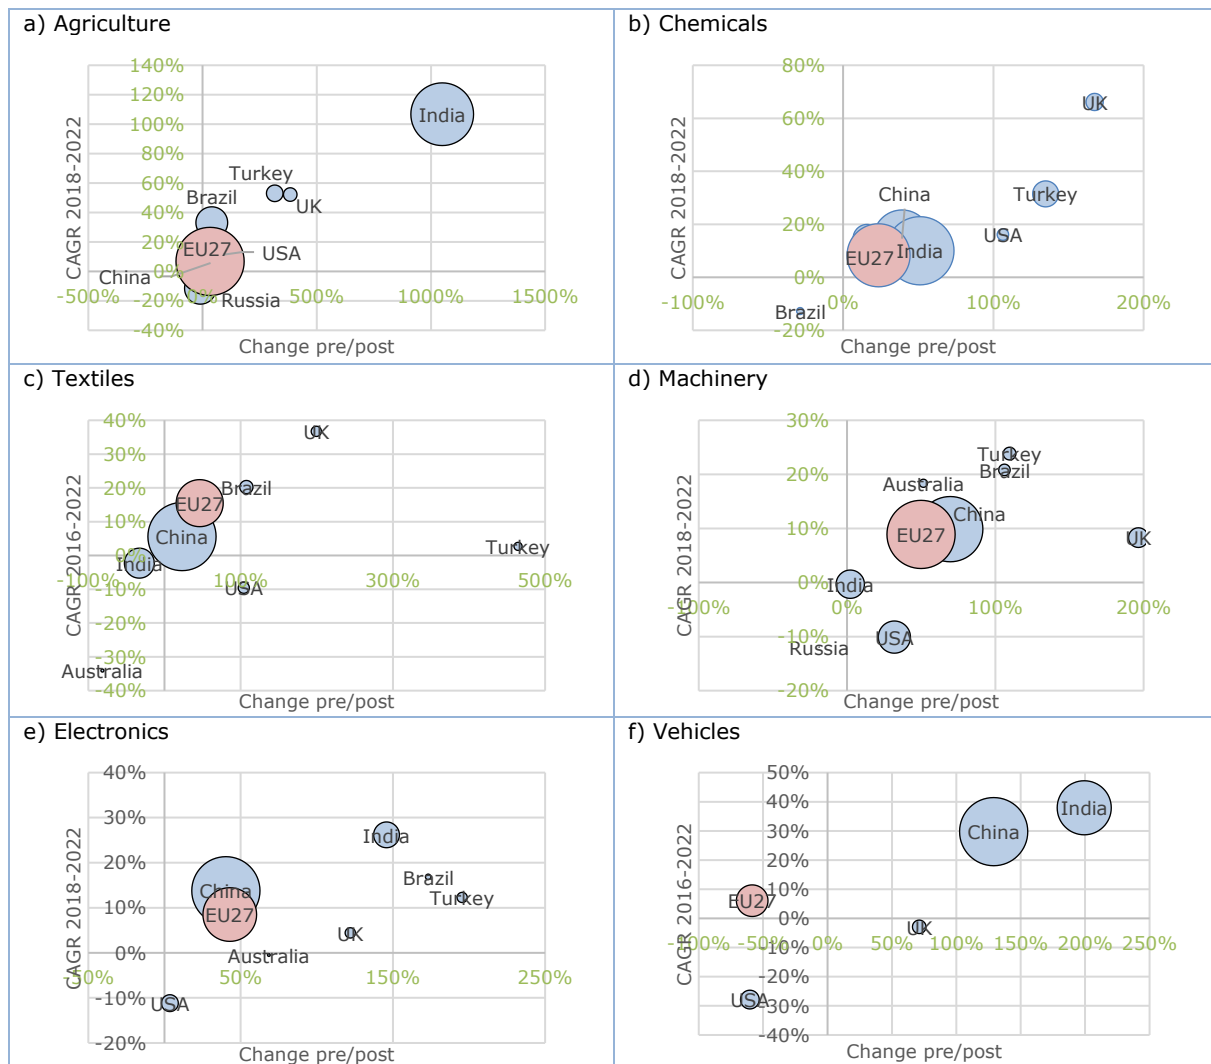 a) Agriculture
CAGR 2018-2022
140%
120%
100%
80%
60%
40%
20%
0%
-20%
-40%
-500%
0%
500%
1000%
1500%
India
Turkey
UK
Brazil
EU27
USA
China
Russia
Change pre/post
b) Chemicals
CAGR 2018-2022
80%
60%
40%
20%
0%
-20%
-100%
0%
100%
200%
UK
China
Turkey
USA
India
EU27
Brazil
Change pre/post
c) Textiles
CAGR 2016-2022
40%
30%
20%
10%
0%
-10%
-20%
-30%
-40%
-100%
100%
300%
500%
UK
Brazil
EU27
China
Turkey
India
USA
Australia
Change pre/post
d) Machinery
CAGR 2018-2022
30%
20%
10%
0%
-10%
-20%
-100%
0%
100%
200%
Turkey
Brazil
Australia
China
EU27
UK
India
USA
Russia
Change pre/post
e) Electronics
CAGR 2018-2022
40%
30%
20%
10%
0%
-10%
-20%
-50%
50%
150%
250%
India
China
Brazil
Turkey
EU27
UK
Australia
USA
Change pre/post
f) Vehicles
CAGR 2016-2022
50%
40%
30%
20%
10%
0%
-10%
-20%
-30%
-40%
-100%
-50%
0%
50%
100%
150%
200%
250%
India
China
EU27
UK
USA
Change pre/post